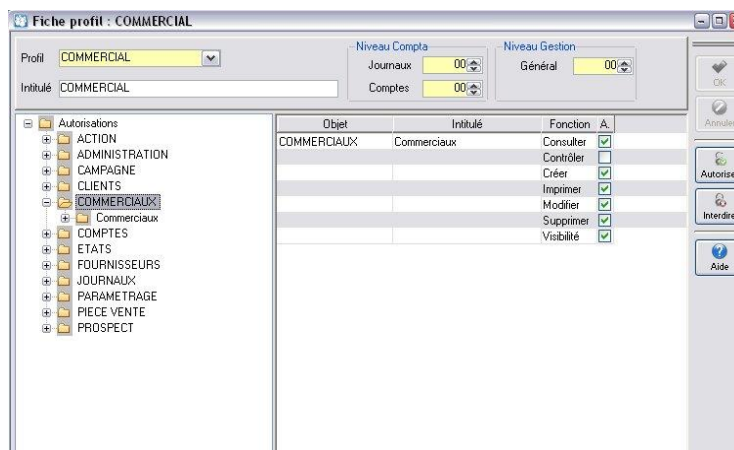 Fiche profil : COMMERCIAL
Profil COMMERCIAL
Intitulé COMMERCIAL
Niveau Compta
Journaux 00
Comptes 00
Niveau Gestion
Général 00
OK
Annuler
Autorise
Interdire
Aide
Autorisations
ACTION
ADMINISTRATION
CAMPAGNE
CLIENTS
COMMERCIAUX
Commerciaux
COMPTES
ETATS
FOURNISSEURS
JOURNAUX
PARAMETRAGE
PIECE VENTE
PROSPECT
Objet Intitulé Fonction A.
COMMERCIAUX Commerciaux Consulter
Contrôler
Créer
Imprimer
Modifier
Supprimer
Visibilité